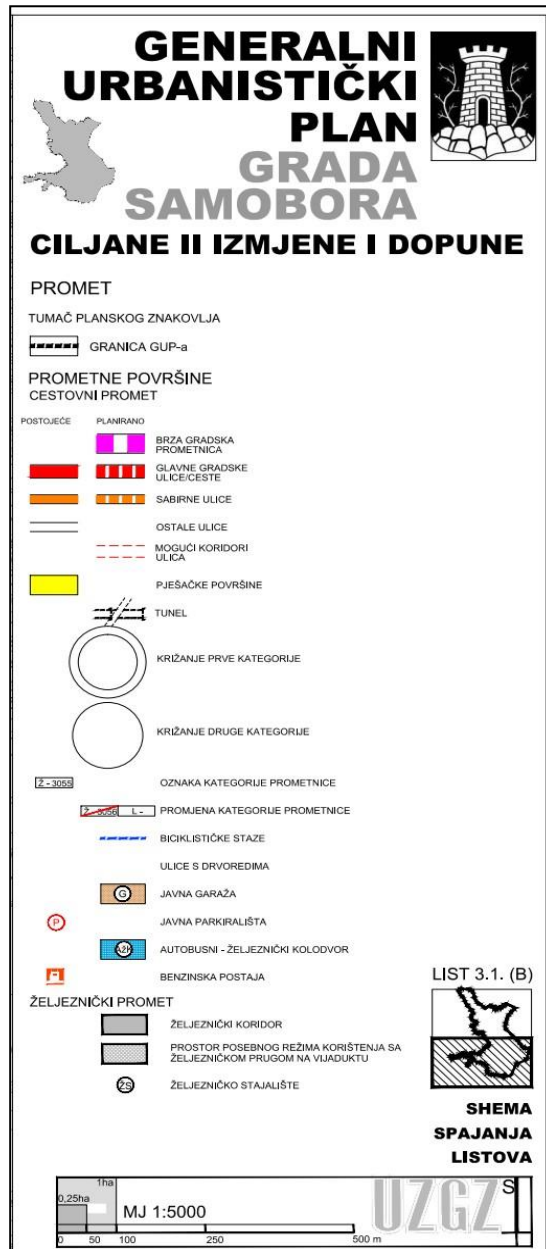 GENERALNI
URBANISTIČKI
PLAN
GRADA
SAMOBORA
CILJANE II IZMJENE I DOPUNE
PROMET
TUMAČ PLANSKOG ZNAKOVLJA
GRANICA GUP-a
PROMETNE POVRŠINE
CESTOVNI PROMET
POSTOJEĆE PLANIRANO
BRZA GRADSKA
PROMETNICA
GLAVNE GRADSKE
ULICE/CESTE
SABIRNE ULICE
OSTALE ULICE
MOGUĆI KORIDORI
ULICA
PJEŠAČKE POVRŠINE
TUNEL
KRIŽANJE PRVE KATEGORIJE
KRIŽANJE DRUGE KATEGORIJE
Ž - 3055 OZNAKA KATEGORIJE PROMETNICE
Ž - 3056 L - PROMJENA KATEGORIJE PROMETNICE
BICIKLISTIČKE STAZE
ULICE S DRVOREDIMA
G JAVNA GARAŽA
P JAVNA PARKIRALIŠTA
AŽK AUTOBUSNI - ŽELJEZNIČKI KOLODVOR
BENZINSKA POSTAJA
ŽELJEZNIČKI PROMET
ŽELJEZNIČKI KORIDOR
PROSTOR POSEBNOG REŽIMA KORIŠTENJA SA
ŽELJEZNIČKOM PRUGOM NA VIJADUKTU
ŽS ŽELJEZNIČKO STAJALIŠTE
LIST 3.1. (B)
SHEMA
SPAJANJA
LISTOVA
1ha
0,25ha
MJ 1:5000
UZGZ
S
0 50 100 250 500 m